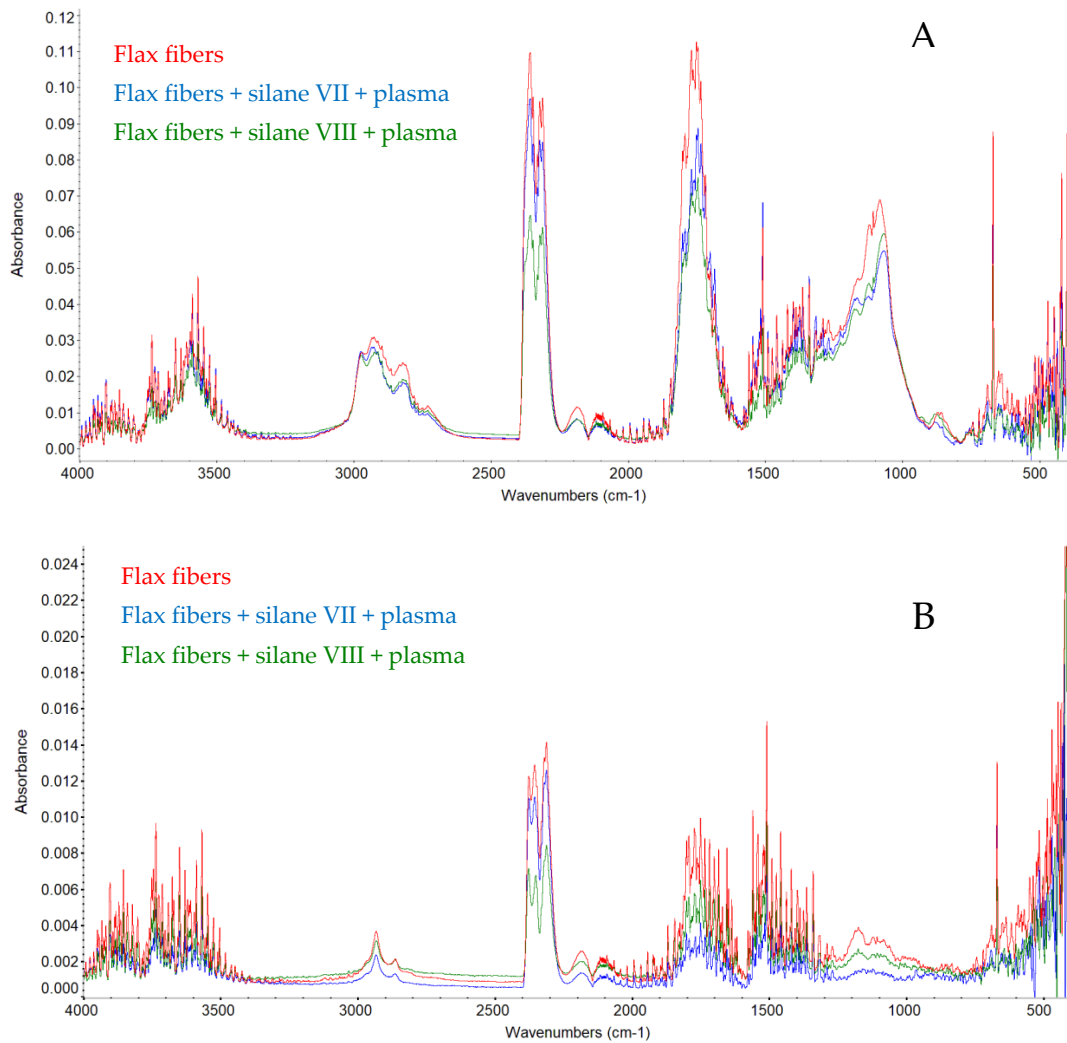 A
Flax fibers
Flax fibers + silane VII + plasma
Flax fibers + silane VIII + plasma
Absorbance
0.12
0.11
0.10
0.09
0.08
0.07
0.06
0.05
0.04
0.03
0.02
0.01
0.00
4000 3500 3000 2500 2000 1500 1000 500
Wavenumbers (cm-1)
B
Flax fibers
Flax fibers + silane VII + plasma
Flax fibers + silane VIII + plasma
Absorbance
0.024
0.022
0.020
0.018
0.016
0.014
0.012
0.010
0.008
0.006
0.004
0.002
0.000
4000 3500 3000 2500 2000 1500 1000 500
Wavenumbers (cm-1)